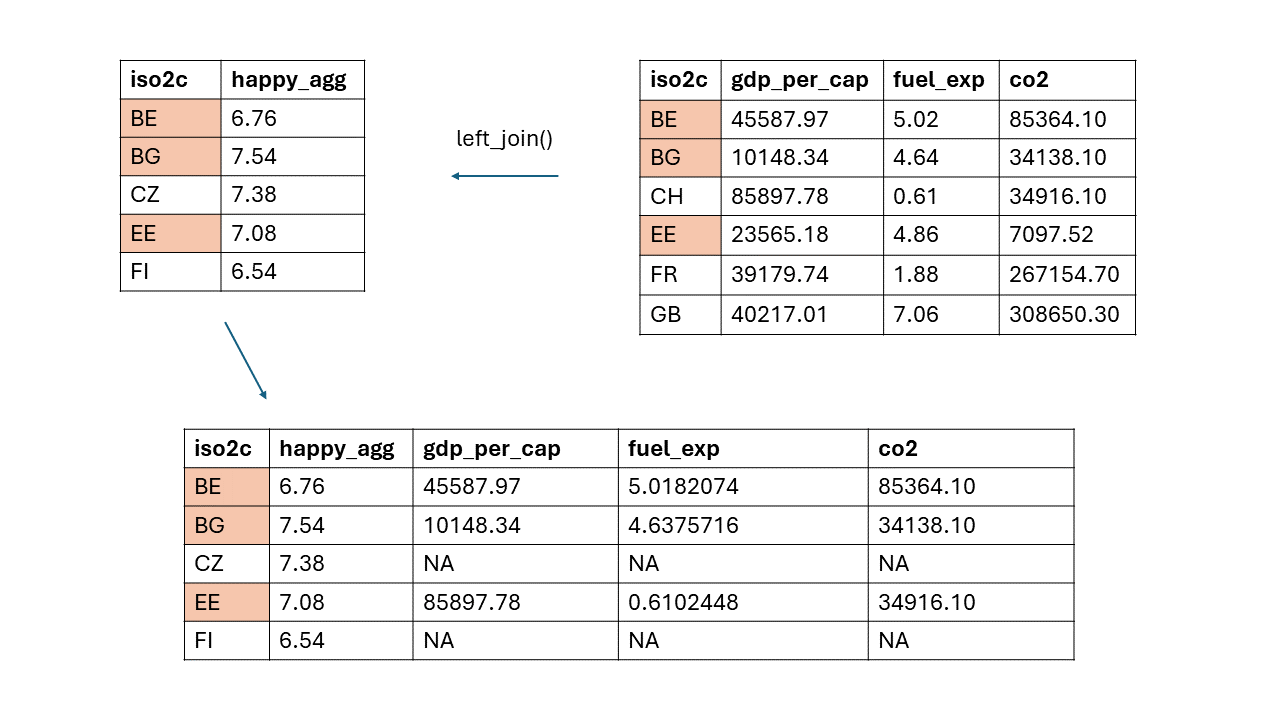 iso2c happy_agg
BE 6.76
BG 7.54
CZ 7.38
EE 7.08
FI 6.54
left_join()
iso2c gdp_per_cap fuel_exp co2
BE 45587.97 5.02 85364.10
BG 10148.34 4.64 34138.10
CH 85897.78 0.61 34916.10
EE 23565.18 4.86 7097.52
FR 39179.74 1.88 267154.70
GB 40217.01 7.06 308650.30
iso2c happy_agg gdp_per_cap fuel_exp co2
BE 6.76 45587.97 5.0182074 85364.10
BG 7.54 10148.34 4.6375716 34138.10
CZ 7.38 NA NA NA
EE 7.08 85897.78 0.6102448 34916.10
FI 6.54 NA NA NA